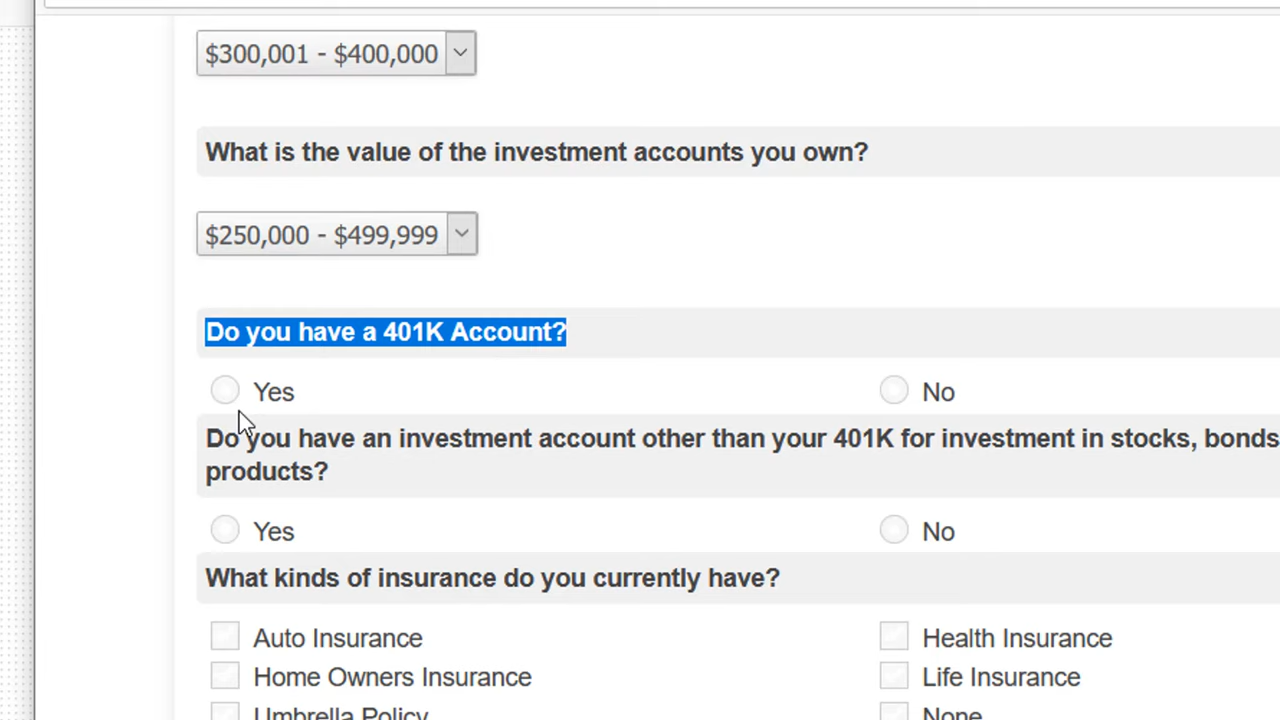 $300,001 - $400,000
What is the value of the investment accounts you own?
$250,000 - $499,999
Do you have a 401K Account?
Yes No
Do you have an investment account other than your 401K for investment in stocks, bonds
products?
Yes No
What kinds of insurance do you currently have?
Auto Insurance Health Insurance
Home Owners Insurance Life Insurance
Umbrella Policy None